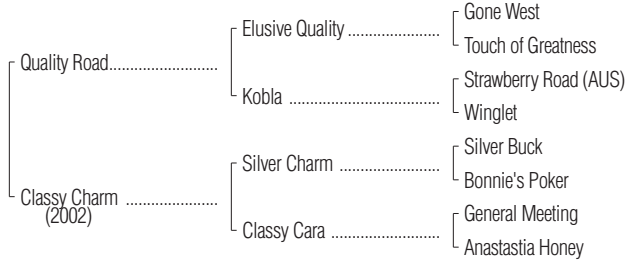 Gone West
Elusive Quality ......................
Touch of Greatness
Quality Road...........................
Strawberry Road (AUS)
Kobla ......................................
Winglet
Silver Buck
Silver Charm ..........................
Bonnie's Poker
Classy Charm .......................
(2002)
General Meeting
Classy Cara ...........................
Anastastia Honey